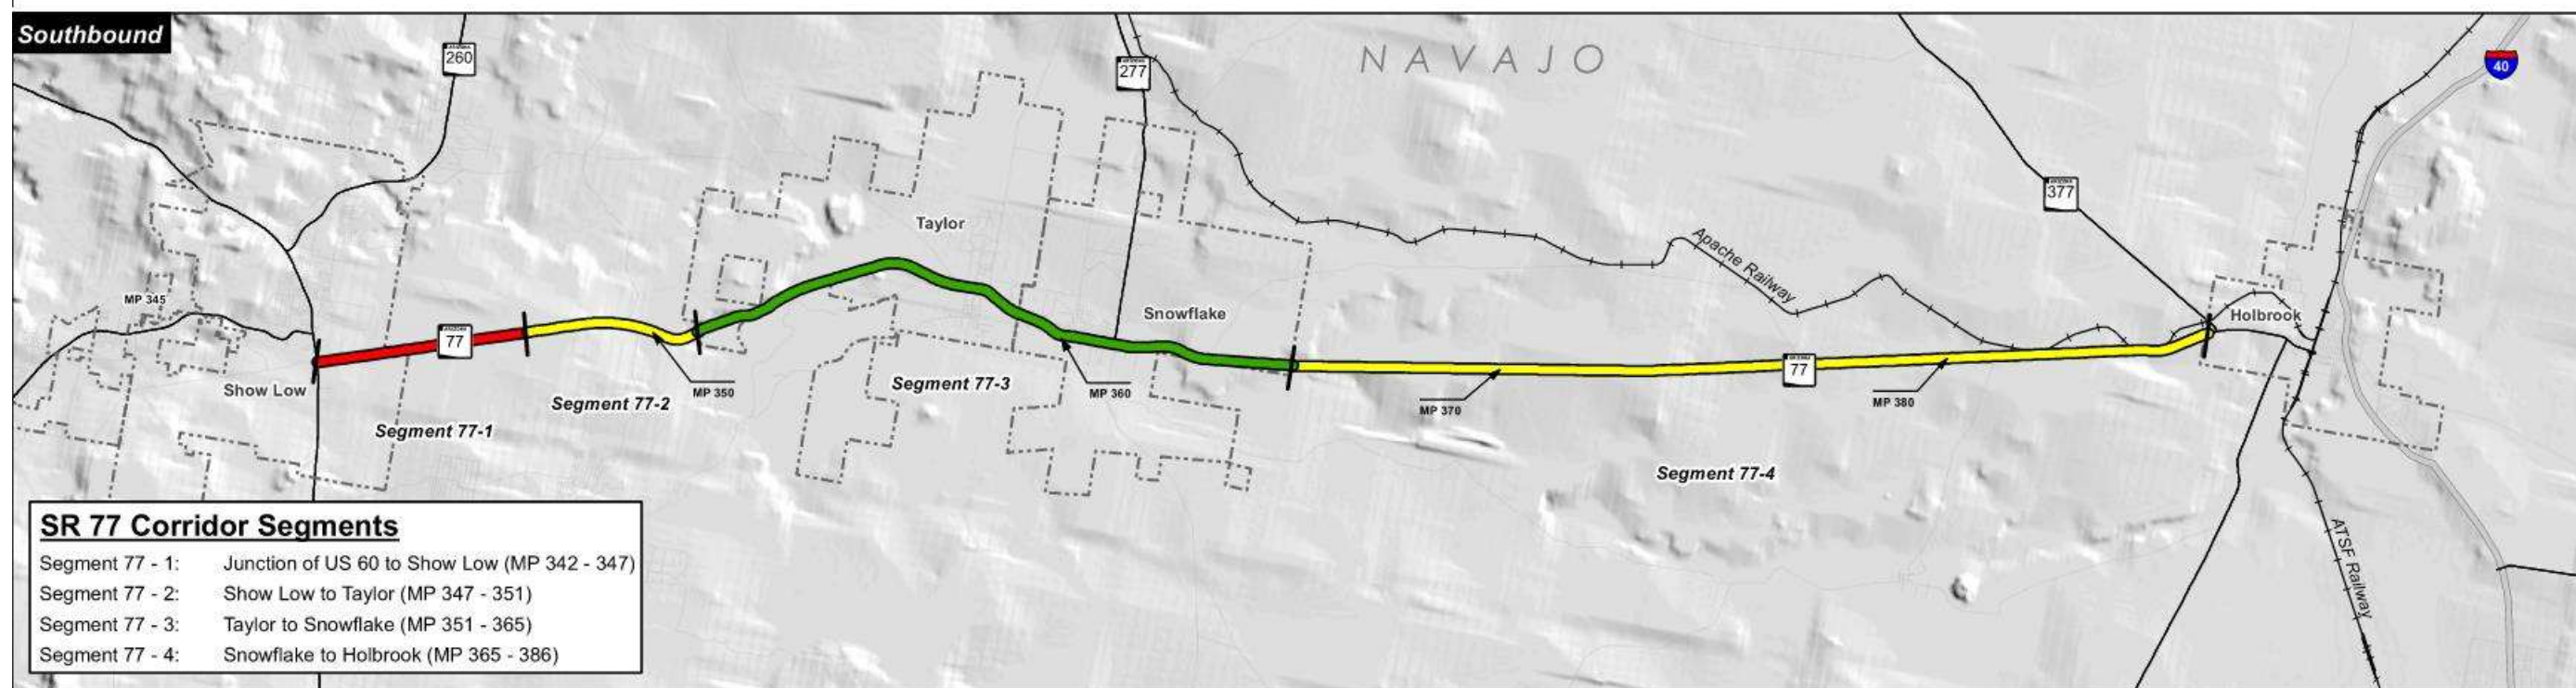 Southbound
260
277
NAVAJO
40
377
Taylor
Apache Railway
MP 345
Snowflake
Holbrook
77
Show Low
Segment 77-1
Segment 77-2
MP 350
Segment 77-3
MP 360
MP 370
77
MP 380
Segment 77-4
ATSF Railway
SR 77 Corridor Segments
Segment 77 - 1: Junction of US 60 to Show Low (MP 342 - 347)
Segment 77 - 2: Show Low to Taylor (MP 347 - 351)
Segment 77 - 3: Taylor to Snowflake (MP 351 - 365)
Segment 77 - 4: Snowflake to Holbrook (MP 365 - 386)